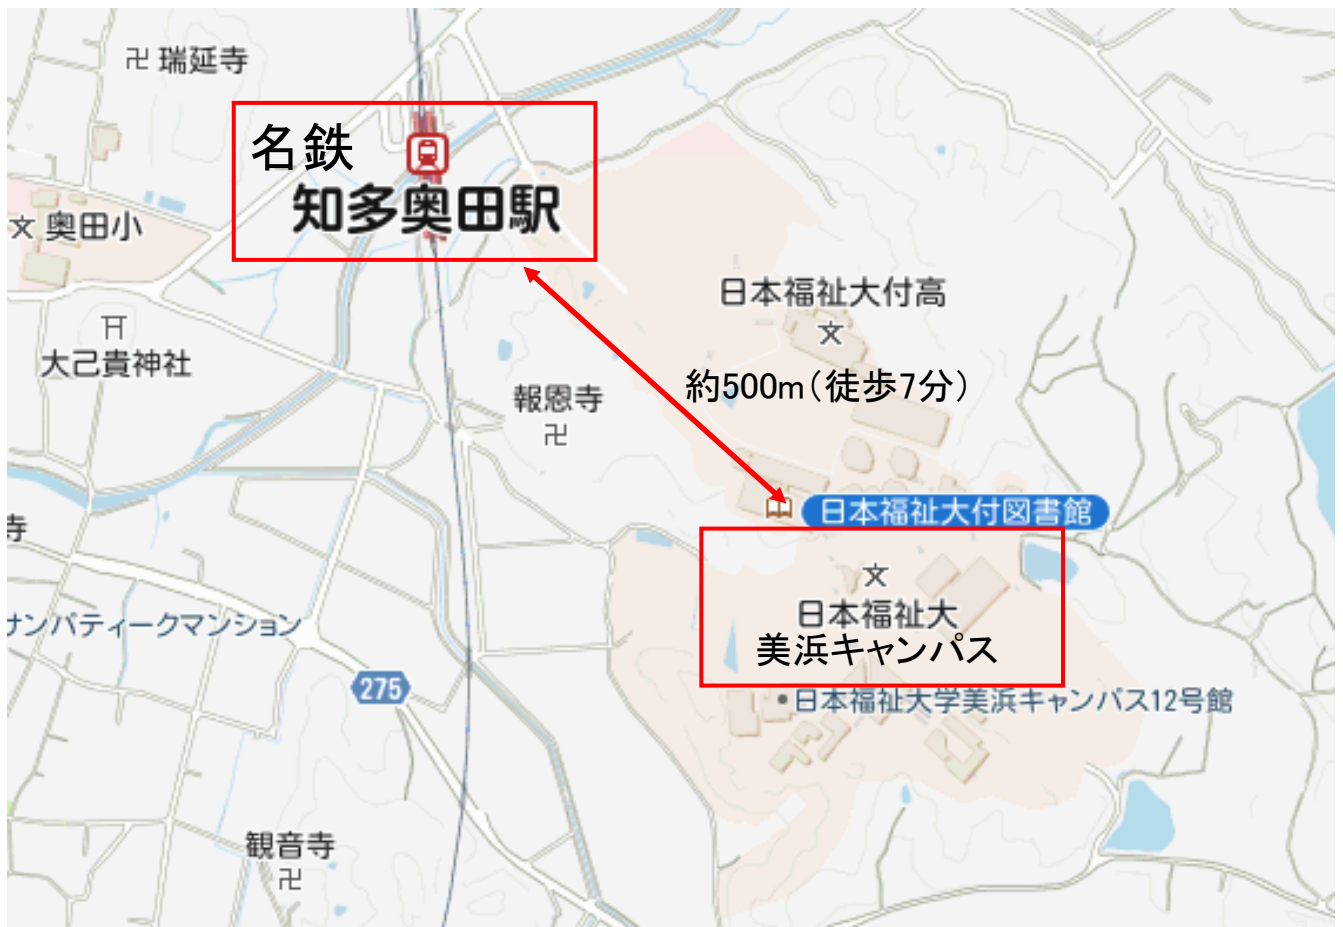 瑞延寺
名鉄
知多奥田駅
奥田小
日本福祉大付高
大己貴神社
約500m(徒歩7分)
報恩寺
日本福祉大付図書館
寺
日本福祉大
美浜キャンパス
サンパティークマンション
275
日本福祉大学美浜キャンパス12号館
観音寺